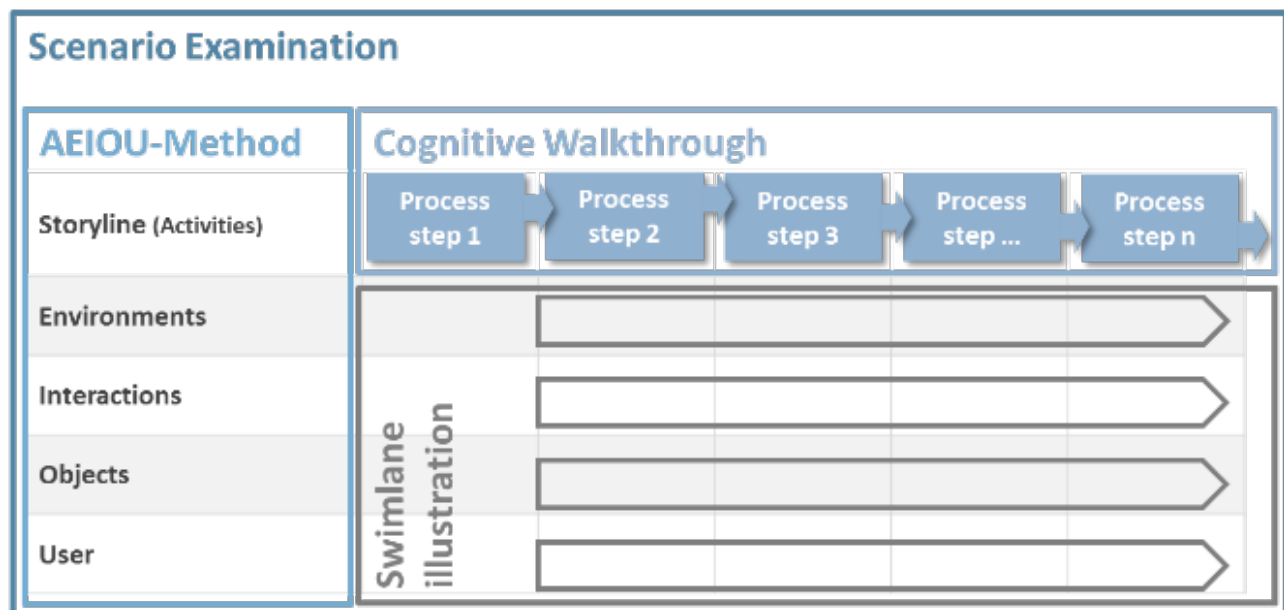 Scenario Examination
AEIOU-Method
Cognitive Walkthrough
Storyline (Activities)
Process
step 1
Process
step 2
Process
step 3
Process
step ...
Process
step n
Environments
Interactions
Objects
User
Swimlane
illustration